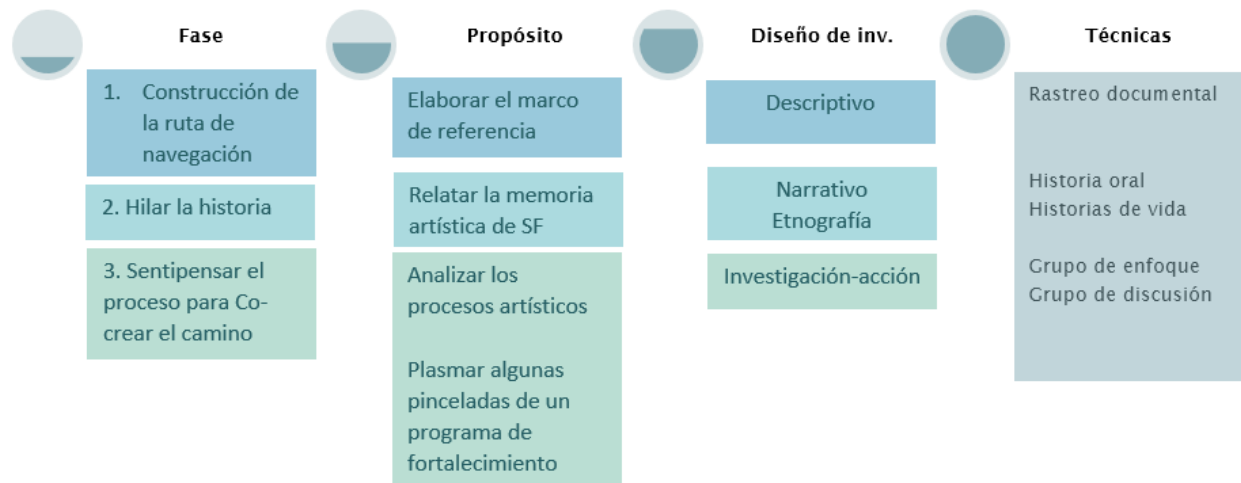 Fase
Propósito
Diseño de inv.
Técnicas
1. Construcción de
la ruta de
navegación
Elaborar el marco
de referencia
Descriptivo
Rastreo documental
2. Hilar la historia
Relatar la memoria
artística de SF
Narrativo
Etnografía
Historia oral
Historias de vida
3. Sentipensar el
proceso para Co-
crear el camino
Analizar los
procesos artísticos
Plasmar algunas
pinceladas de un
programa de
fortalecimiento
Investigación-acción
Grupo de enfoque
Grupo de discusión